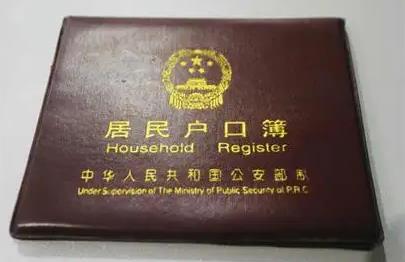 居民户口簿
Household Register
中华人民共和国公安部制
Under Supervision of The Ministry of Public Security of P.R.C